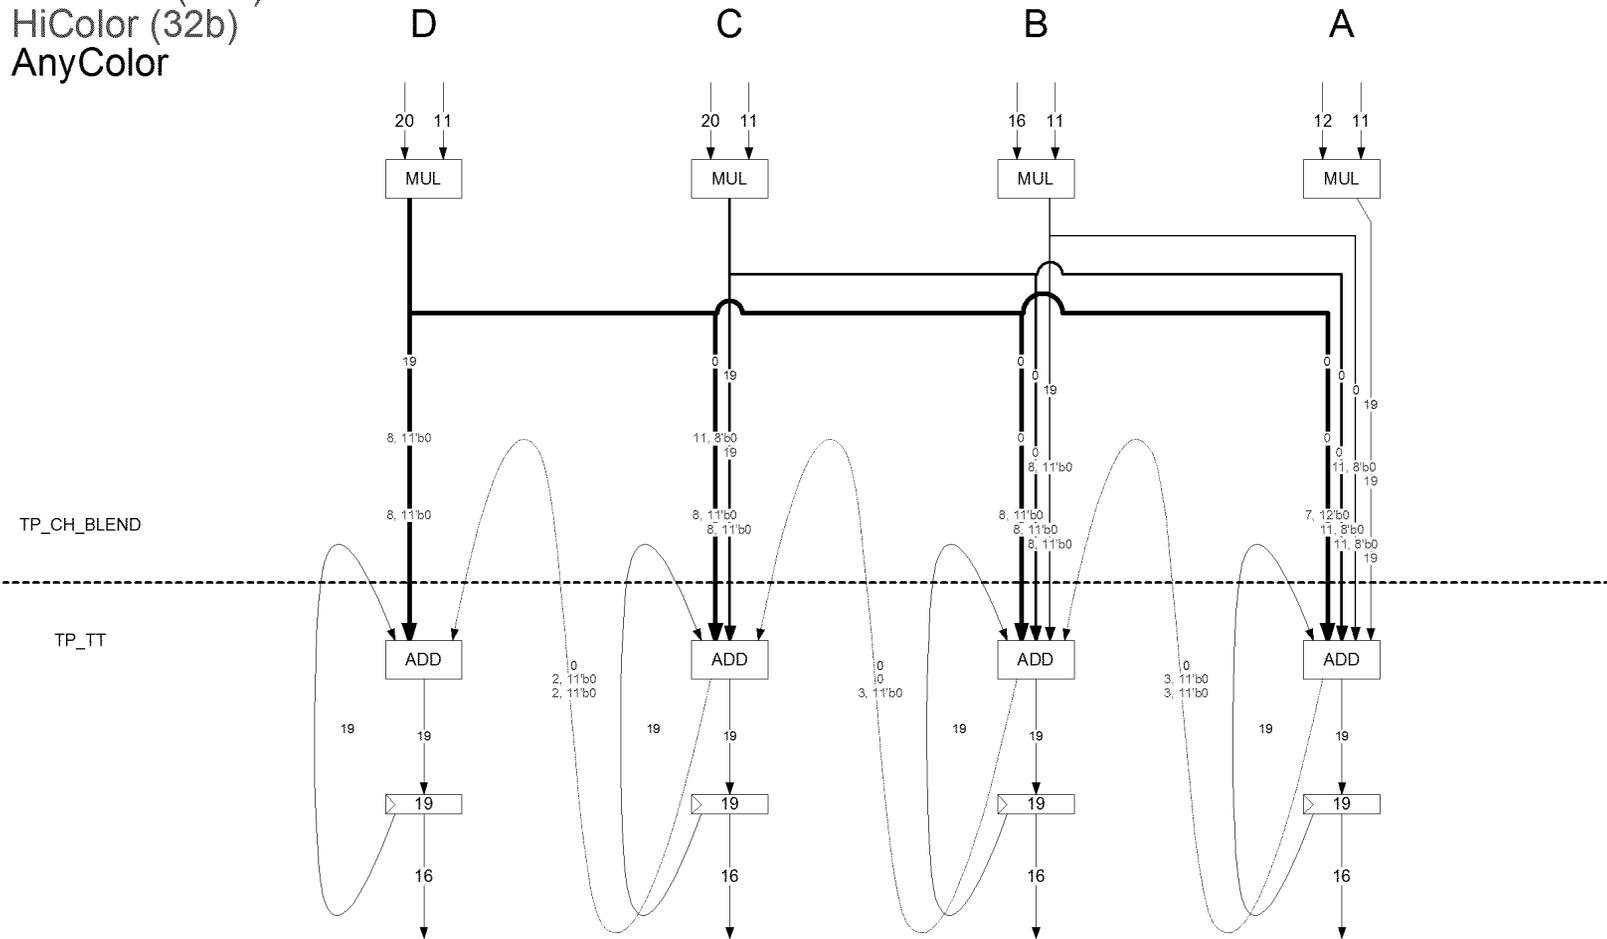 HiColor (32b)
AnyColor
D C B A
20 11 20 11 16 11 12 11
MUL MUL MUL MUL
19 0 0 0
19 0 0
19 0
19
8, 11'b0 11, 8'b0 0 0
19 0 0
8, 11'b0 11, 8'b0
19
8, 11'b0 8, 11'b0 8, 11'b0 7, 12'b0
8, 11'b0 8, 11'b0 11, 8'b0
8, 11'b0 11, 8'b0
19
TP_CH_BLEND
TP_TT
ADD ADD ADD ADD
0 0 0
2, 11'b0 0 3, 11'b0
2, 11'b0 3, 11'b0 3, 11'b0
19 19 19 19
19 19 19 19
19 19 19 19
16 16 16 16